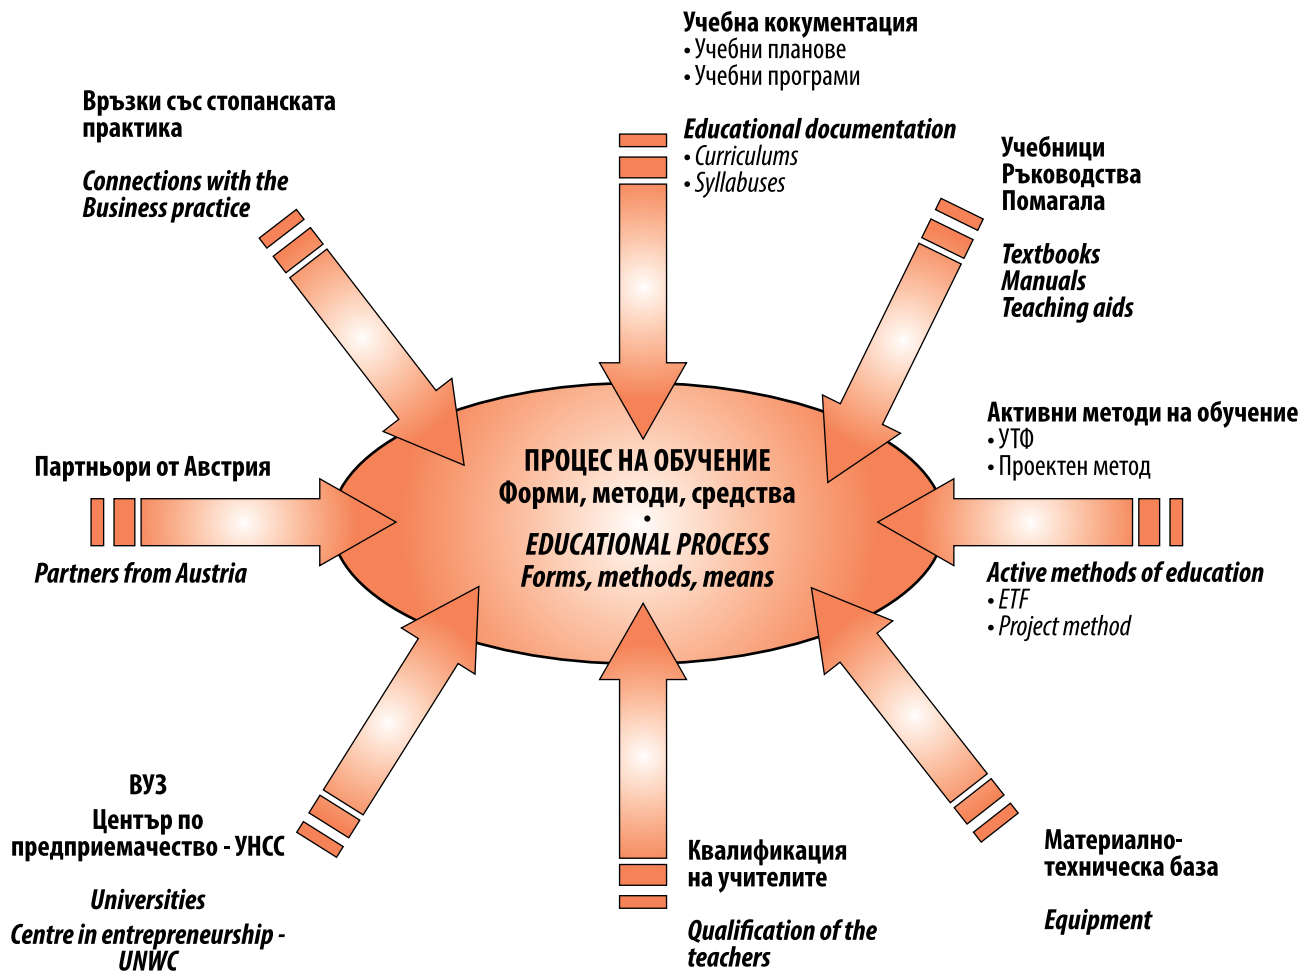 Учебна кокументация
• Учебни планове
• Учебни програми
Educational documentation
• Curriculums
• Syllabuses
Връзки със стопанската
практика
Connections with the
Business practice
Учебници
Ръководства
Помагала
Textbooks
Manuals
Teaching aids
Активни методи на обучение
• УТФ
• Проектен метод
Active methods of education
• ETF
• Project method
Партньори от Австрия
Partners from Austria
ПРОЦЕС НА ОБУЧЕНИЕ
Форми, методи, средства
•
EDUCATIONAL PROCESS
Forms, methods, means
ВУЗ
Център по
предприемачество - УНСС
Universities
Centre in entrepreneurship -
UNWC
Квалификация
на учителите
Qualification of the
teachers
Материално-
техническа база
Equipment